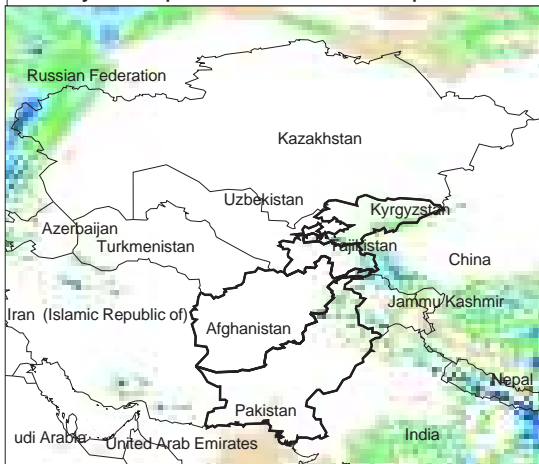 Russian Federation
Kazakhstan
Uzbekistan
Kyrgyzstan
Azerbaijan
Turkmenistan
Tajikistan
China
Jammu/Kashmir
Iran (Islamic Republic of)
Afghanistan
Nepal
Pakistan
udi Arabia
United Arab Emirates
India